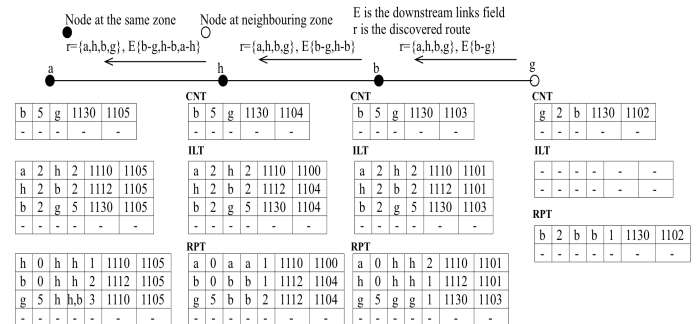 Node at the same zone
Node at neighbouring zone
E is the downstream links field
r is the discovered route
r={a,h,b,g}, E{b-g,h-b,a-h}
r={a,h,b,g}, E{b-g,h-b}
r={a,h,b,g}, E{b-g}
a h b g
CNT CNT CNT
b 5 g 1130 1105
- - - - -
b 5 g 1130 1104
- - - - -
b 5 g 1130 1103
- - - - -
g 2 b 1130 1102
- - - - -
ILT ILT ILT
a 2 h 2 1110 1105
h 2 b 2 1112 1105
b 2 g 5 1130 1105
- - - - - -
a 2 h 2 1110 1100
h 2 b 2 1112 1104
b 2 g 5 1130 1104
- - - - - -
a 2 h 2 1110 1101
h 2 b 2 1112 1101
b 2 g 5 1130 1103
- - - - - -
- - - - - -
- - - - - -
RPT
b 2 b b 1 1130 1102
- - - - - - -
RPT RPT
h 0 h h 1 1110 1105
b 0 h h 2 1112 1105
g 5 h h,b 3 1110 1105
- - - - - - -
a 0 a a 1 1110 1100
b 0 b b 1 1112 1104
g 5 b b 2 1112 1104
- - - - - - -
a 0 h h 2 1110 1101
h 0 h h 1 1112 1101
g 5 g g 1 1130 1103
- - - - - - -